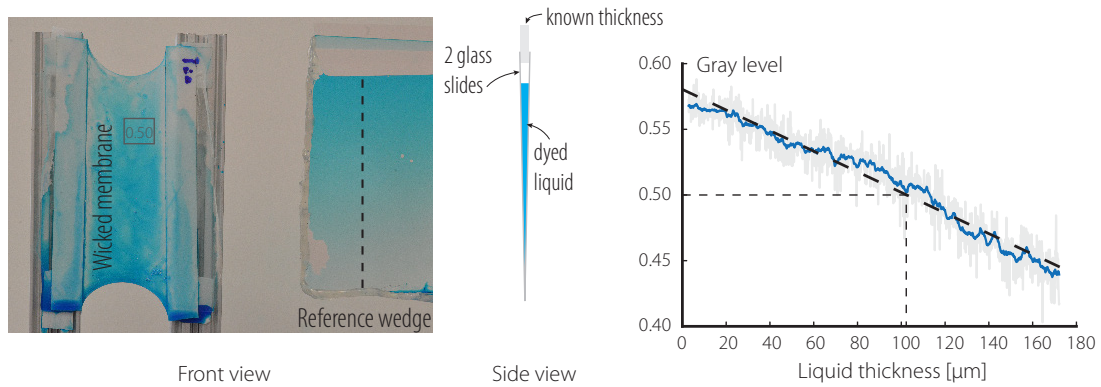 Wicked membrane
0.50
Reference wedge
Front view
known thickness
2 glass
slides
dyed
liquid
Side view
Gray level
0.60
0.55
0.50
0.45
0.40
0 20 40 60 80 100 120 140 160 180
Liquid thickness [µm]